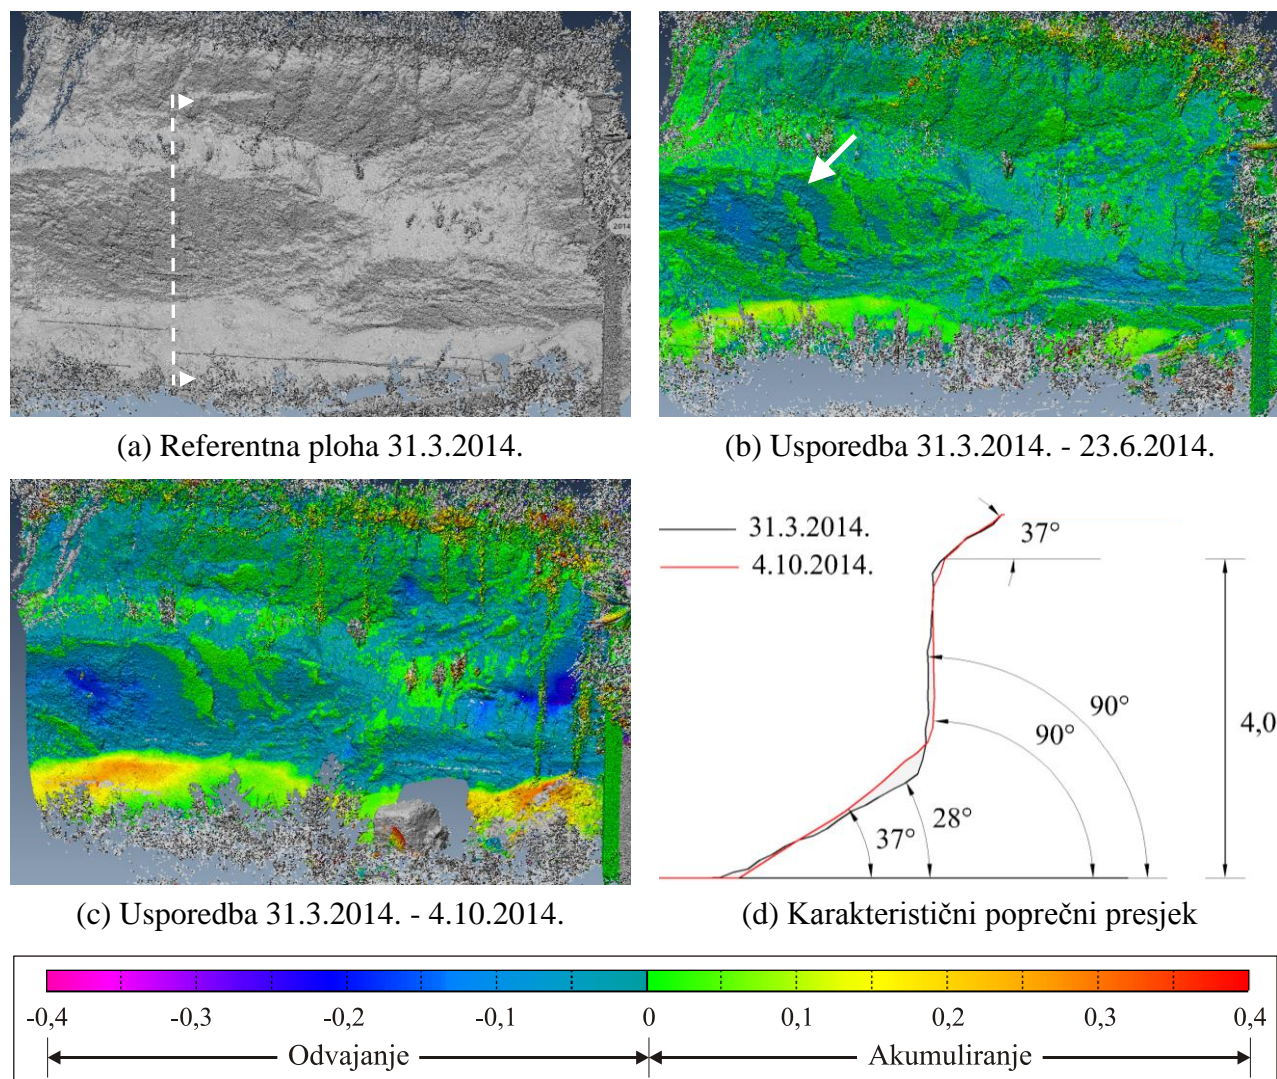 2014
(a) Referentna ploha 31.3.2014.
(b) Usporedba 31.3.2014. - 23.6.2014.
31.3.2014.
4.10.2014.
37°
90°
90°
4,0
28°
37°
(c) Usporedba 31.3.2014. - 4.10.2014.
(d) Karakteristični poprečni presjek
-0,4 -0,3 -0,2 -0,1 0 0,1 0,2 0,3 0,4
Odvajanje Akumuliranje